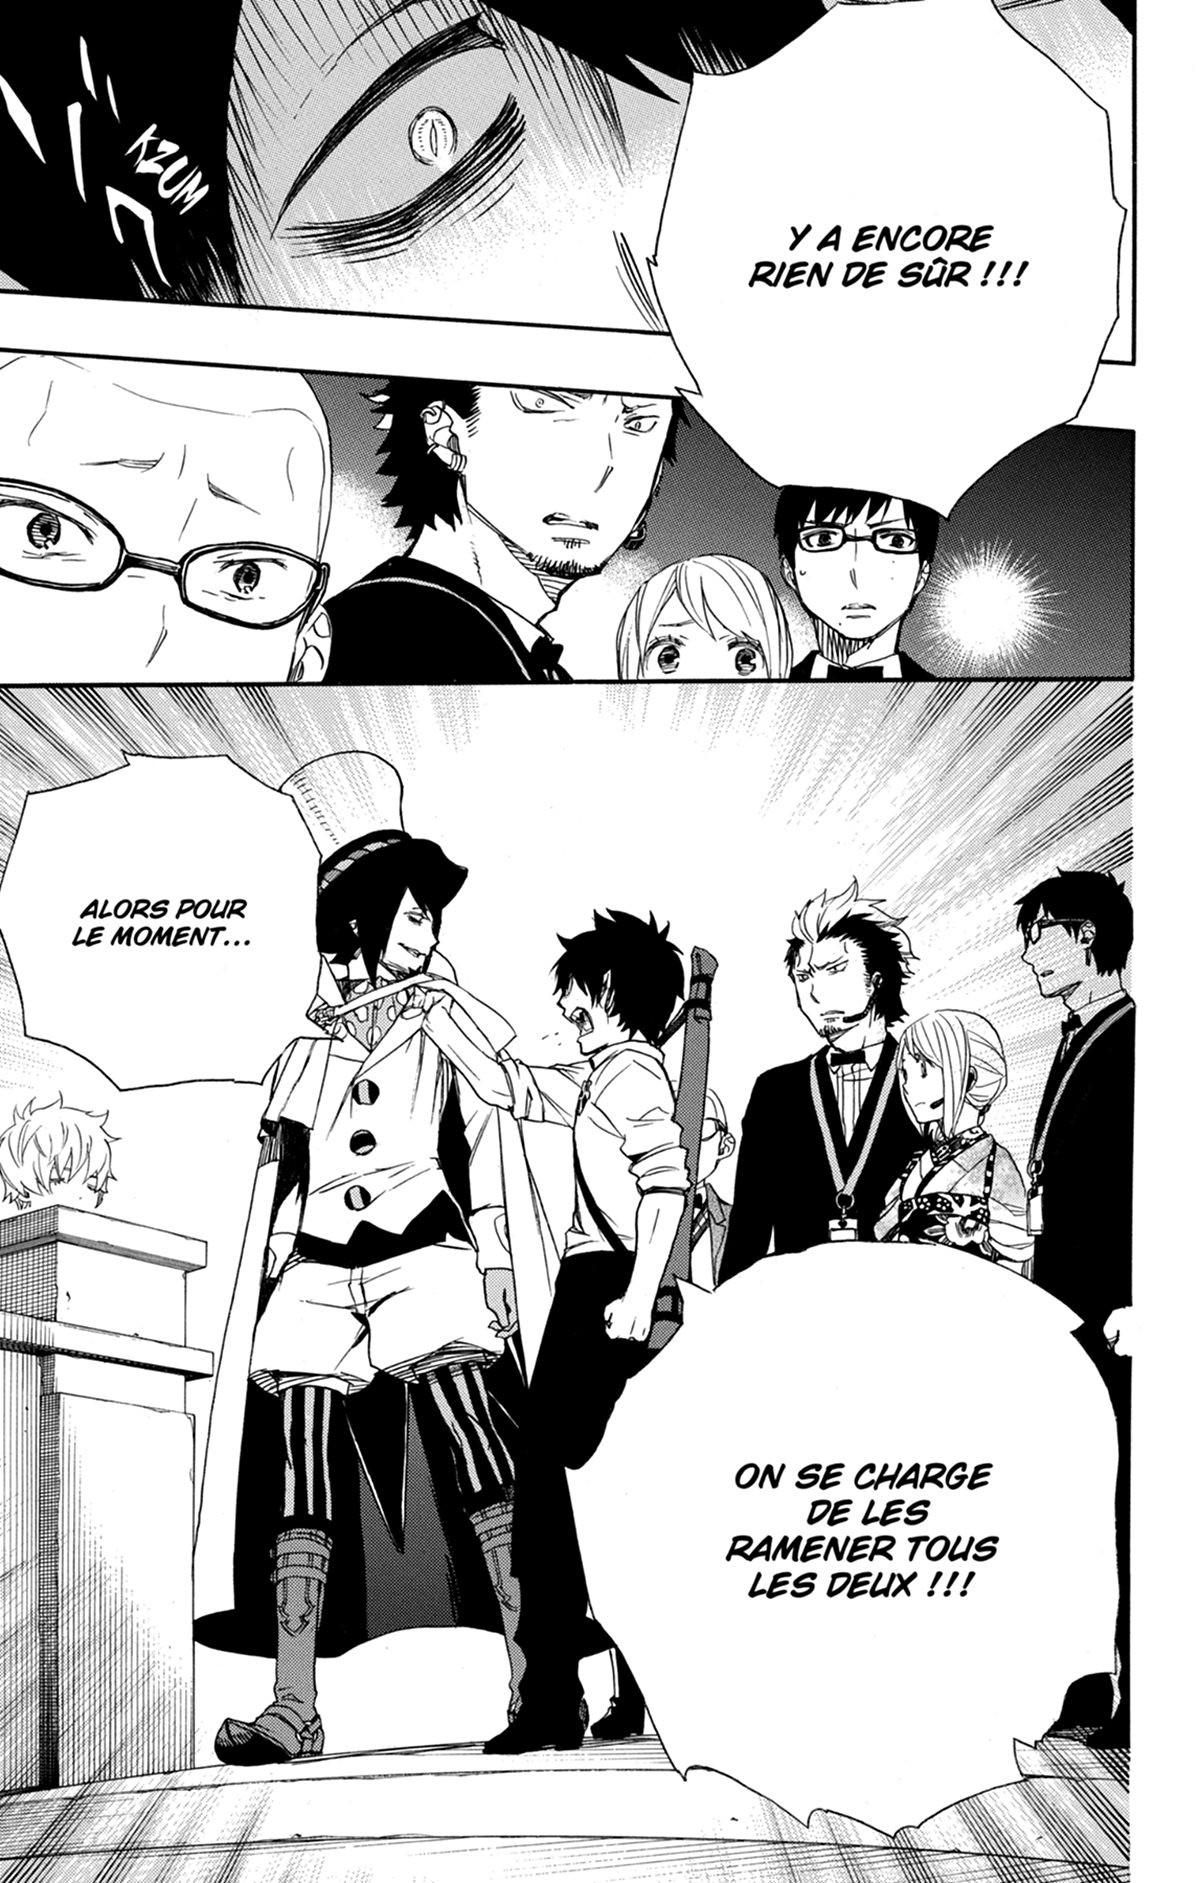 Y A ENCORE
RIEN DE SÛR !!!
KZUM
ALORS POUR
LE MOMENT...
ON SE CHARGE
DE LES
RAMENER TOUS
LES DEUX !!!